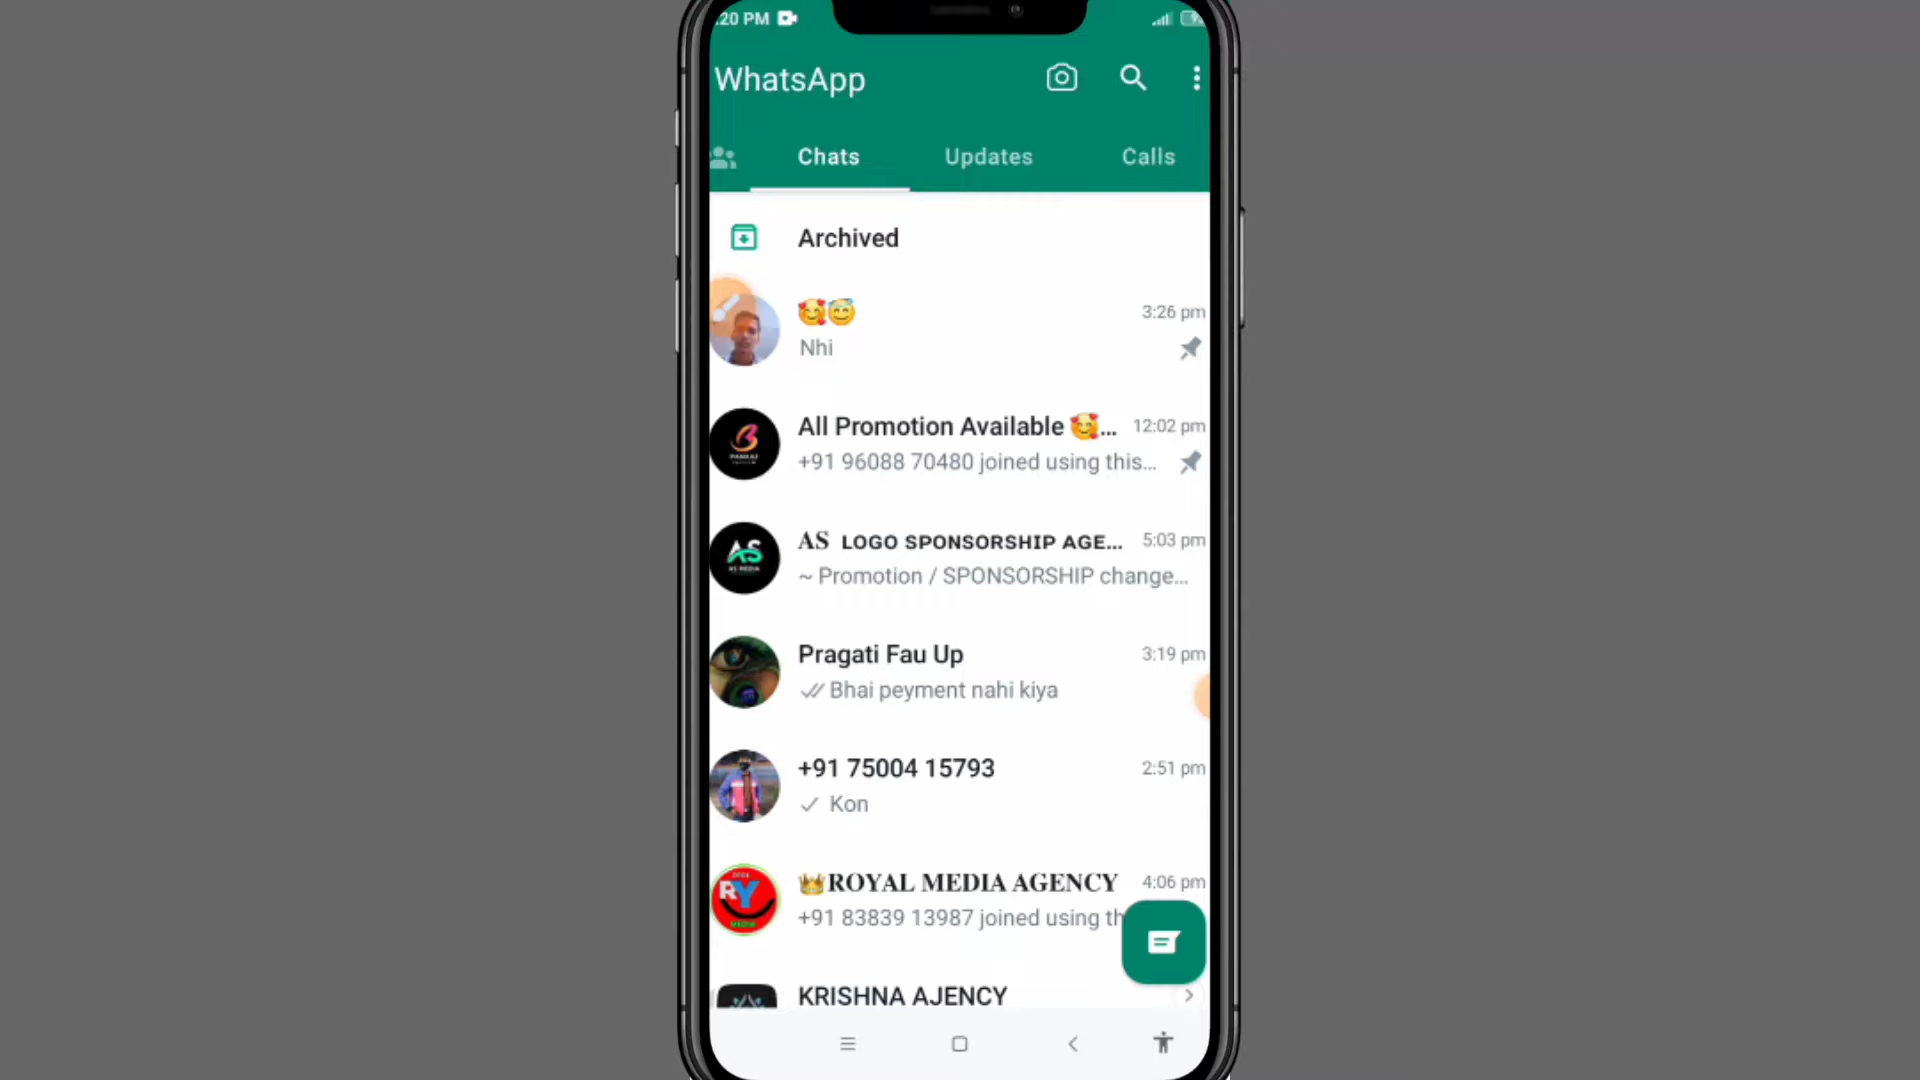 :20 PM
WhatsApp
Chats Updates Calls
Archived
🥰😇 3:26 pm
Nhi
All Promotion Available 🥰... 12:02 pm
+91 96088 70480 joined using this...
AS ʟᴏɢᴏ sᴘᴏɴsᴏʀsʜɪᴘ ᴀɢᴇ... 5:03 pm
~ Promotion / SPONSORSHIP change...
Pragati Fau Up 3:19 pm
Bhai peyment nahi kiya
+91 75004 15793 2:51 pm
Kon
👑ROYAL MEDIA AGENCY 4:06 pm
+91 83839 13987 joined using th
KRISHNA AJENCY